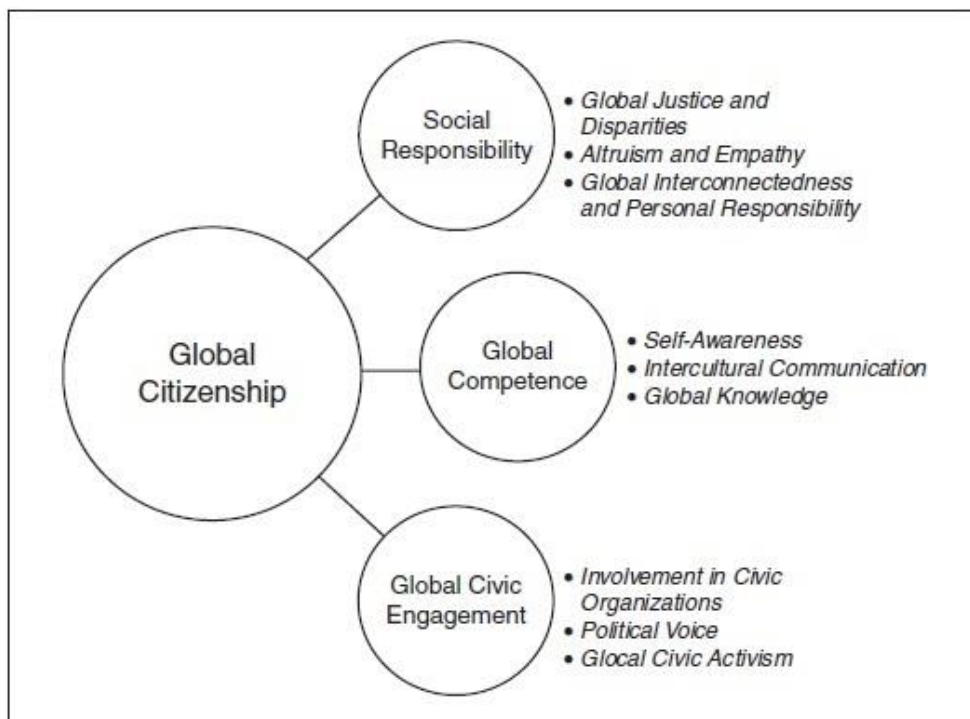 Social
Responsibility
• Global Justice and
Disparities
• Altruism and Empathy
• Global Interconnectedness
and Personal Responsibility
Global
Citizenship
Global
Competence
• Self-Awareness
• Intercultural Communication
• Global Knowledge
Global Civic
Engagement
• Involvement in Civic
Organizations
• Political Voice
• Glocal Civic Activism